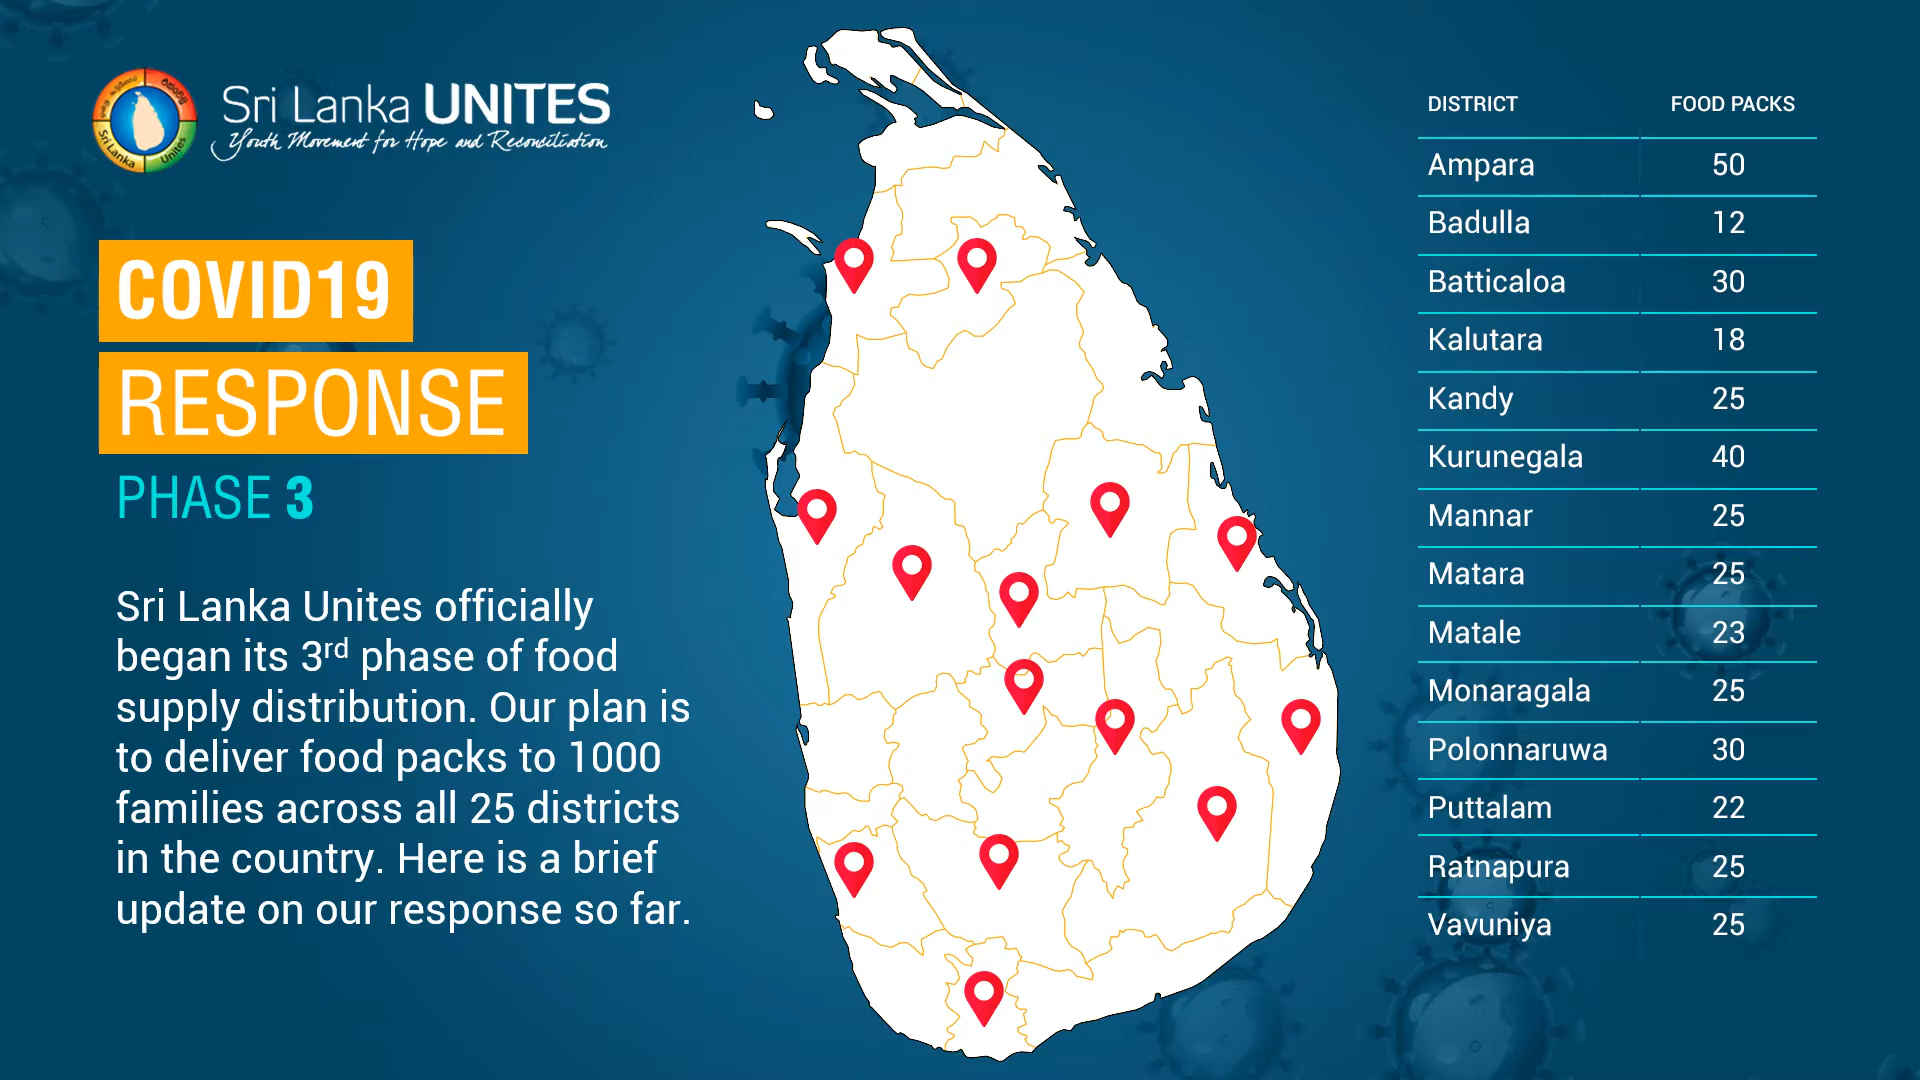 Sri Lanka UNITES
Youth Movement for Hope and Reconciliation
Sri Lanka
Unites
COVID19
RESPONSE
PHASE 3
Sri Lanka Unites officially
began its 3rd phase of food
supply distribution. Our plan is
to deliver food packs to 1000
families across all 25 districts
in the country. Here is a brief
update on our response so far.
DISTRICT FOOD PACKS
Ampara 50
Badulla 12
Batticaloa 30
Kalutara 18
Kandy 25
Kurunegala 40
Mannar 25
Matara 25
Matale 23
Monaragala 25
Polonnaruwa 30
Puttalam 22
Ratnapura 25
Vavuniya 25